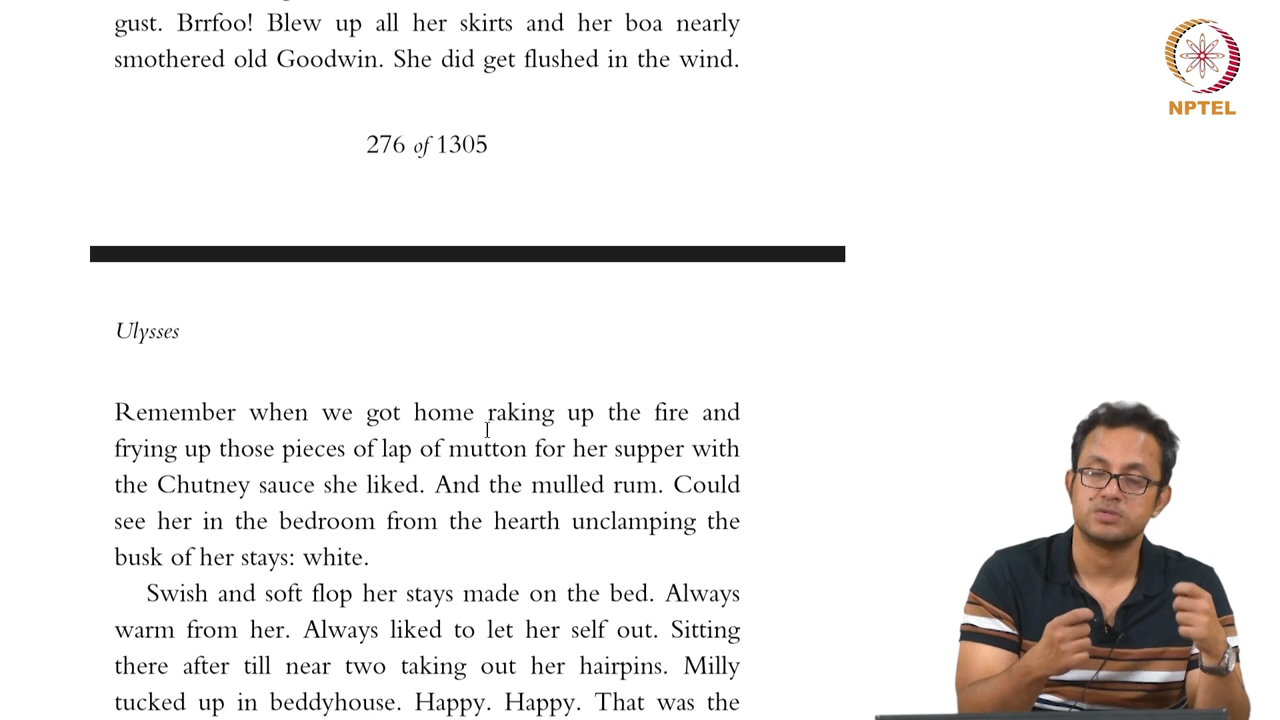 gust. Brrfoo! Blew up all her skirts and her boa nearly
smothered old Goodwin. She did get flushed in the wind.
276 of 1305
NPTEL
Ulysses
Remember when we got home raking up the fire and
frying up those pieces of lap of mutton for her supper with
the Chutney sauce she liked. And the mulled rum. Could
see her in the bedroom from the hearth unclamping the
busk of her stays: white.
Swish and soft flop her stays made on the bed. Always
warm from her. Always liked to let her self out. Sitting
there after till near two taking out her hairpins. Milly
tucked up in beddyhouse. Happy. Happy. That was the